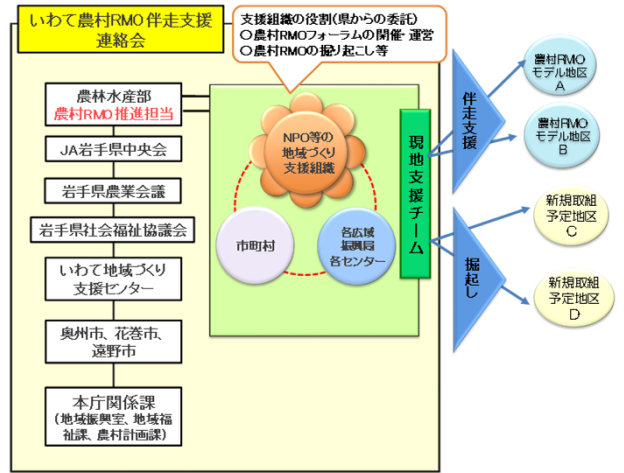 いわて農村RMO伴走支援
連絡会
支援組織の役割(県からの委託)
〇農村RMOフォーラムの開催・運営
〇農村RMOの掘り起こし等
農林水産部
農村RMO推進担当
JA岩手県中央会
岩手県農業会議
岩手県社会福祉協議会
いわて地域づくり
支援センター
奥州市、花巻市、
遠野市
本庁関係課
(地域振興室、地域福
祉課、農村計画課)
NPO等の
地域づくり
支援組織
市町村
各広域
振興局
各センター
現地支援チーム
伴走支援
掘起し
農村RMO
モデル地区
A
農村RMO
モデル地区
B
新規取組
予定地区
C
新規取組
予定地区
D